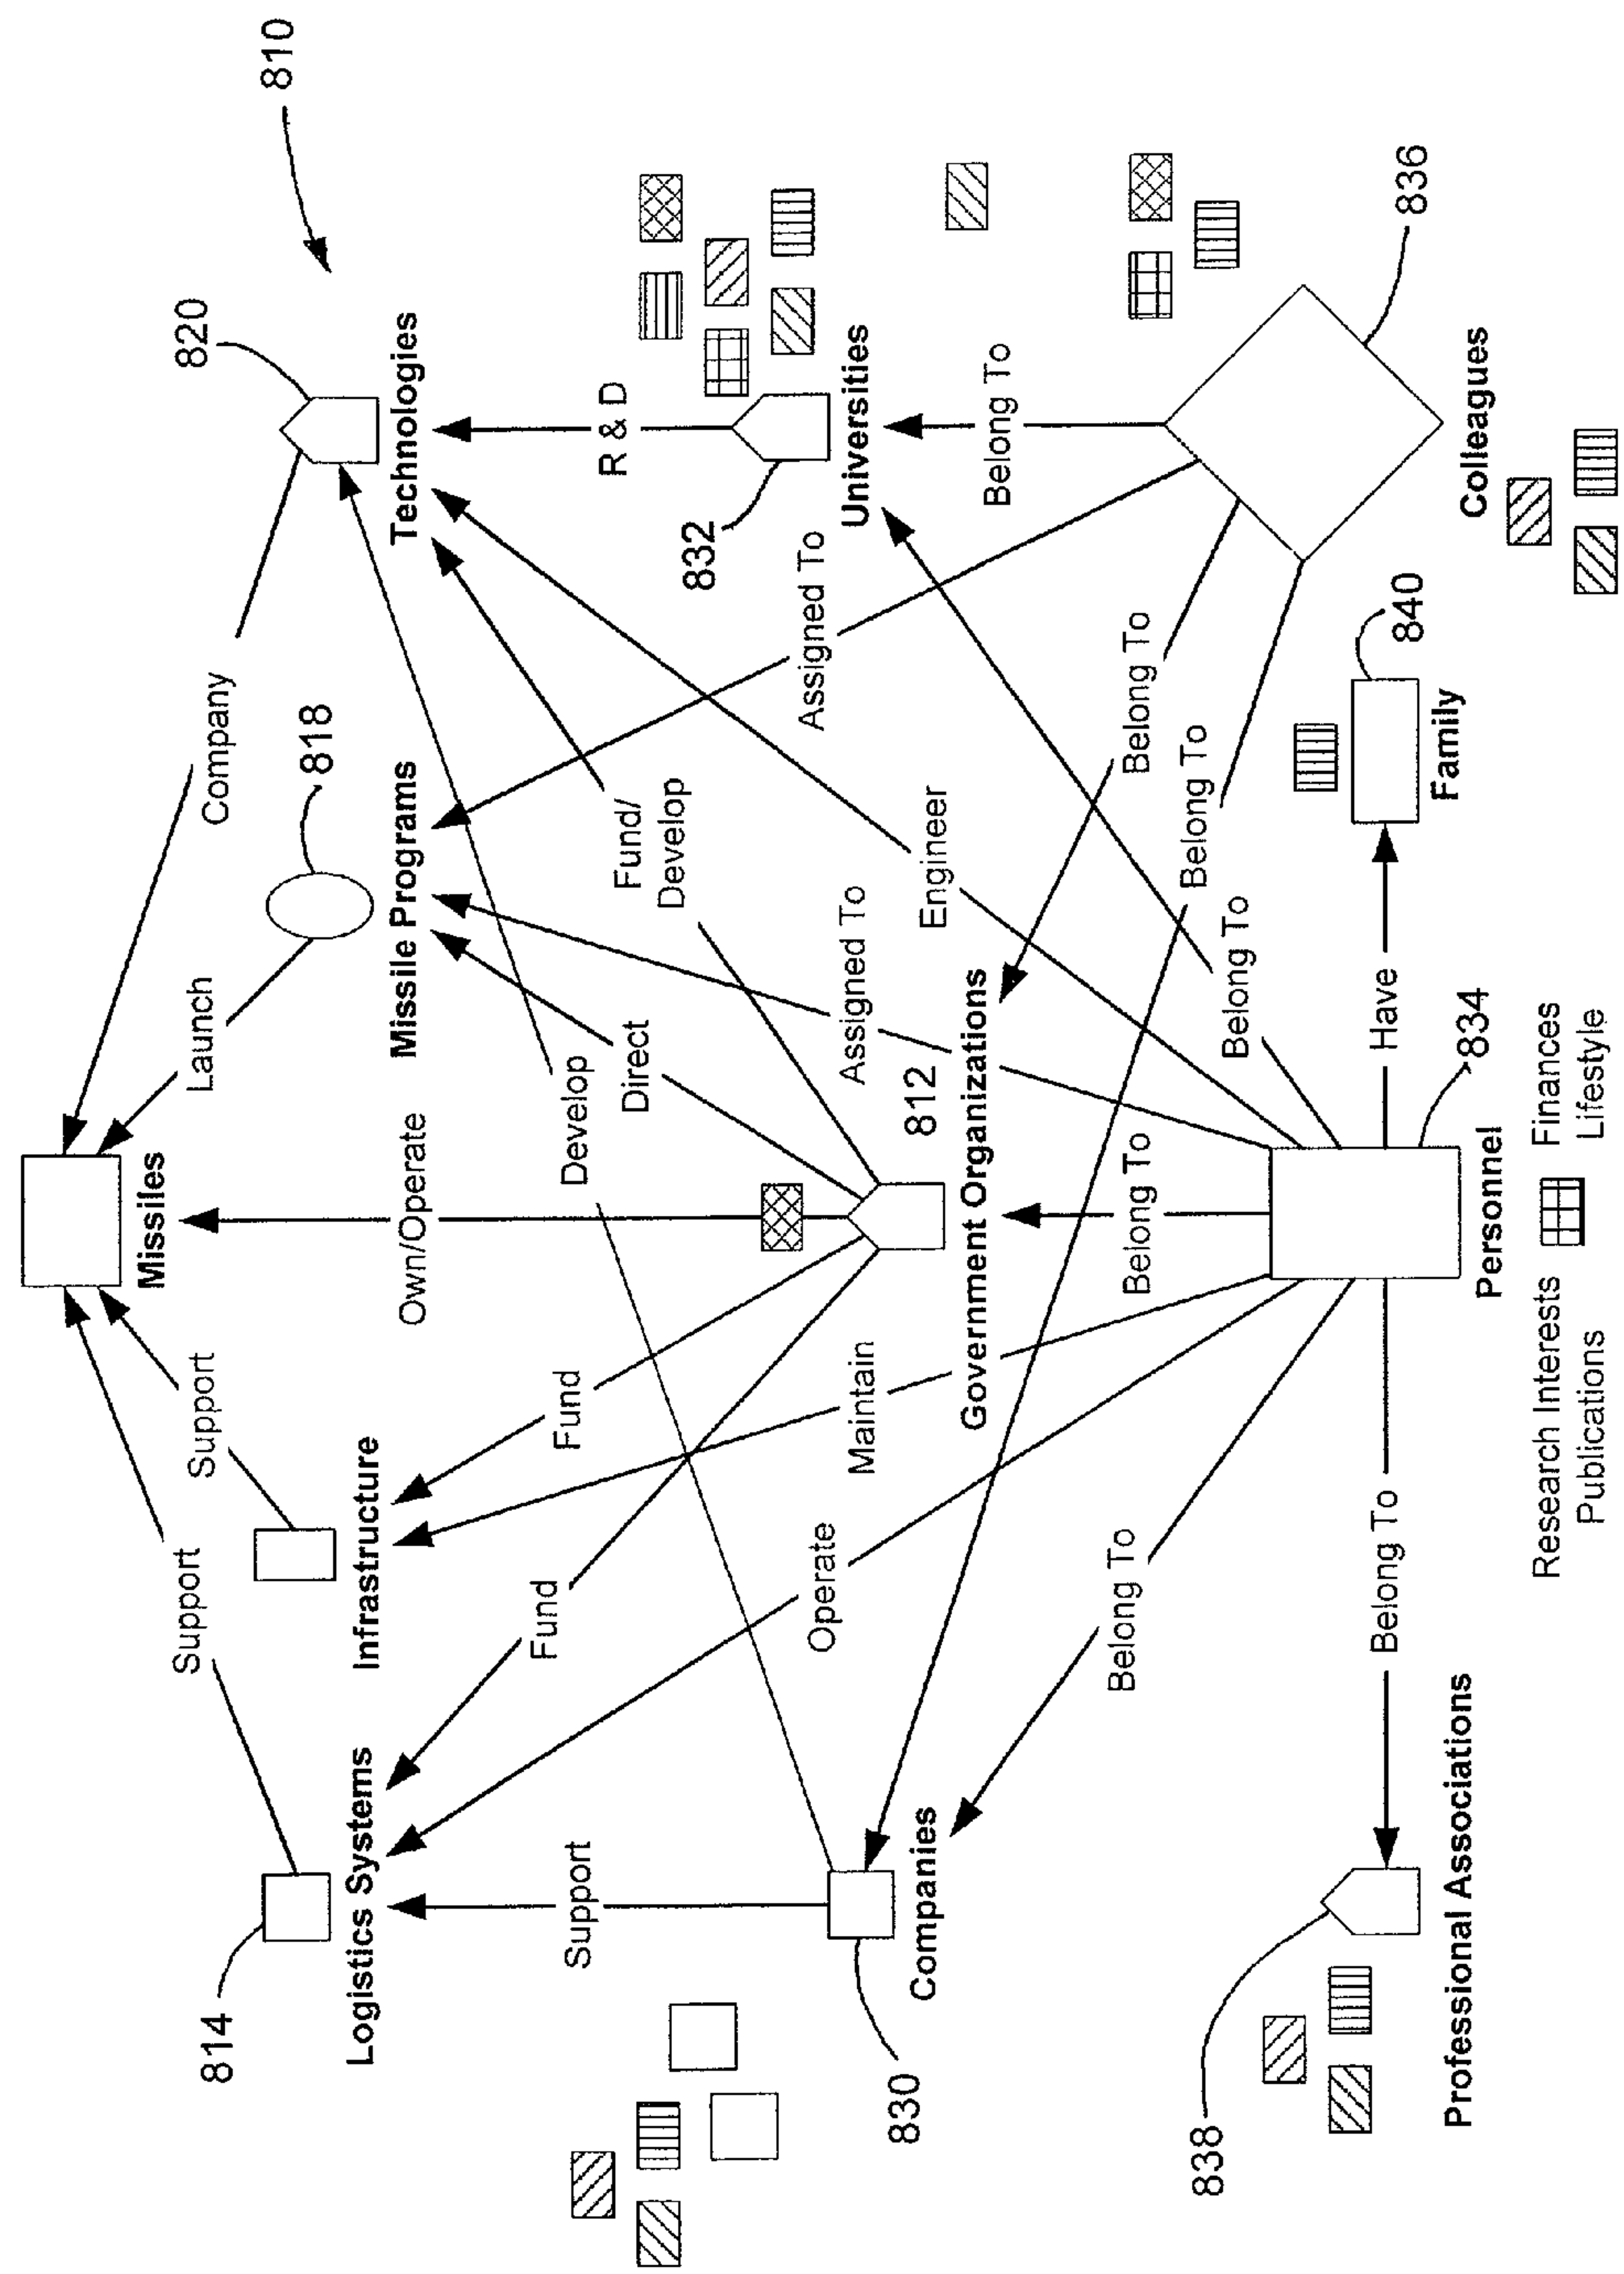 810
Missiles
Support
Support
Launch
Company
814
818
820
Logistics Systems
Infrastructure
Missile Programs
Technologies
Own/Operate
Support
Fund
Fund
Develop
Direct
Fund/
Develop
R & D
832
Operate
Maintain
Assigned To
Assigned To
Universities
830
Companies
Government Organizations
812
Engineer
Belong To
Belong To
Belong To
Belong To
Belong To
Belong To
838
Belong To
Have
840
836
Professional Associations
Personnel
834
Family
Colleagues
Research Interests
Publications
Finances
Lifestyle